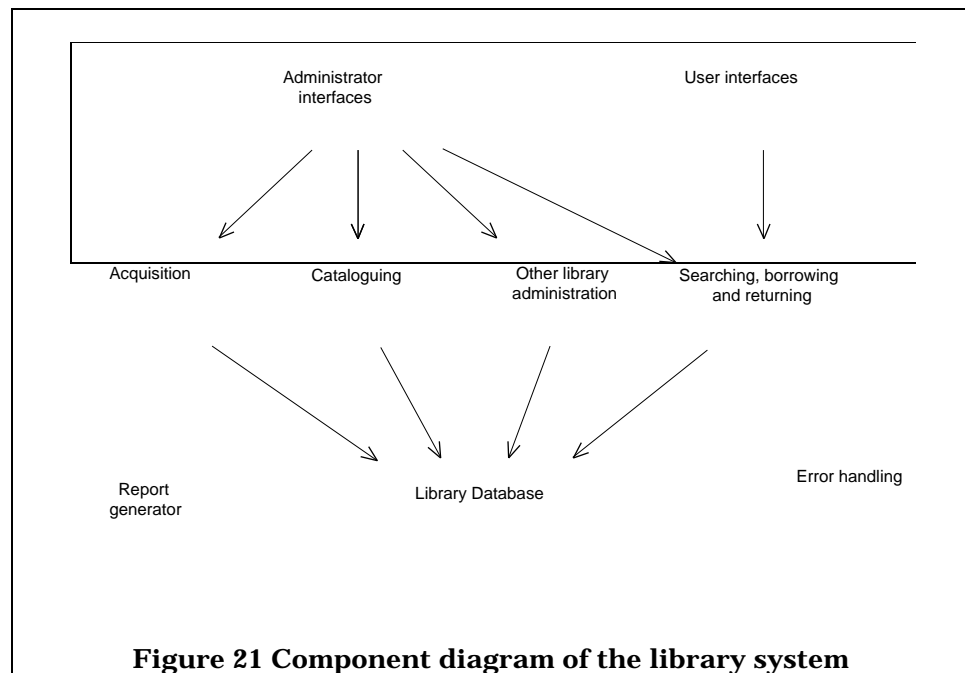 Administrator
interfaces
User interfaces
Acquisition
Cataloguing
Other library
administration
Searching, borrowing
and returning
Report
generator
Library Database
Error handling
Figure 21 Component diagram of the library system